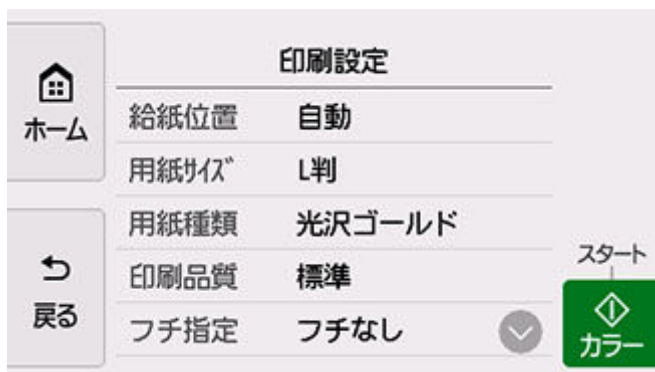 印刷設定
ホーム
給紙位置 自動
用紙ｻｲｽﾞ L判
用紙種類 光沢ゴールド
印刷品質 標準
フチ指定 フチなし
戻る
スタート
カラー